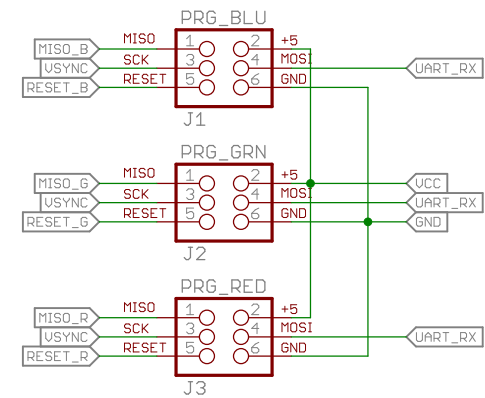 PRG_BLU
MISO_B MISO 1 2 +5
VSYNC SCK 3 4 MOSI UART_RX
RESET_B RESET 5 6 GND
J1
PRG_GRN
MISO_G MISO 1 2 +5 VCC
VSYNC SCK 3 4 MOSI UART_RX
RESET_G RESET 5 6 GND GND
J2
PRG_RED
MISO_R MISO 1 2 +5
VSYNC SCK 3 4 MOSI UART_RX
RESET_R RESET 5 6 GND
J3